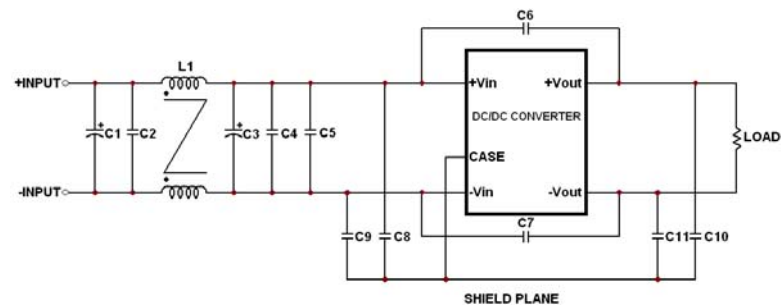 C6
L1
+INPUT
+Vin
+Vout
C1
C2
C3
C4
C5
DC/DC CONVERTER
LOAD
CASE
-INPUT
-Vin
-Vout
C7
C9
C8
C11
C10
SHIELD PLANE